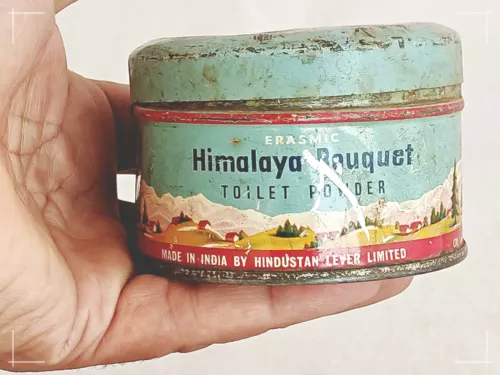 ERASMIC
Himalaya Bouquet
TOILET POWDER
MADE IN INDIA BY HINDUSTAN LEVER LIMITED